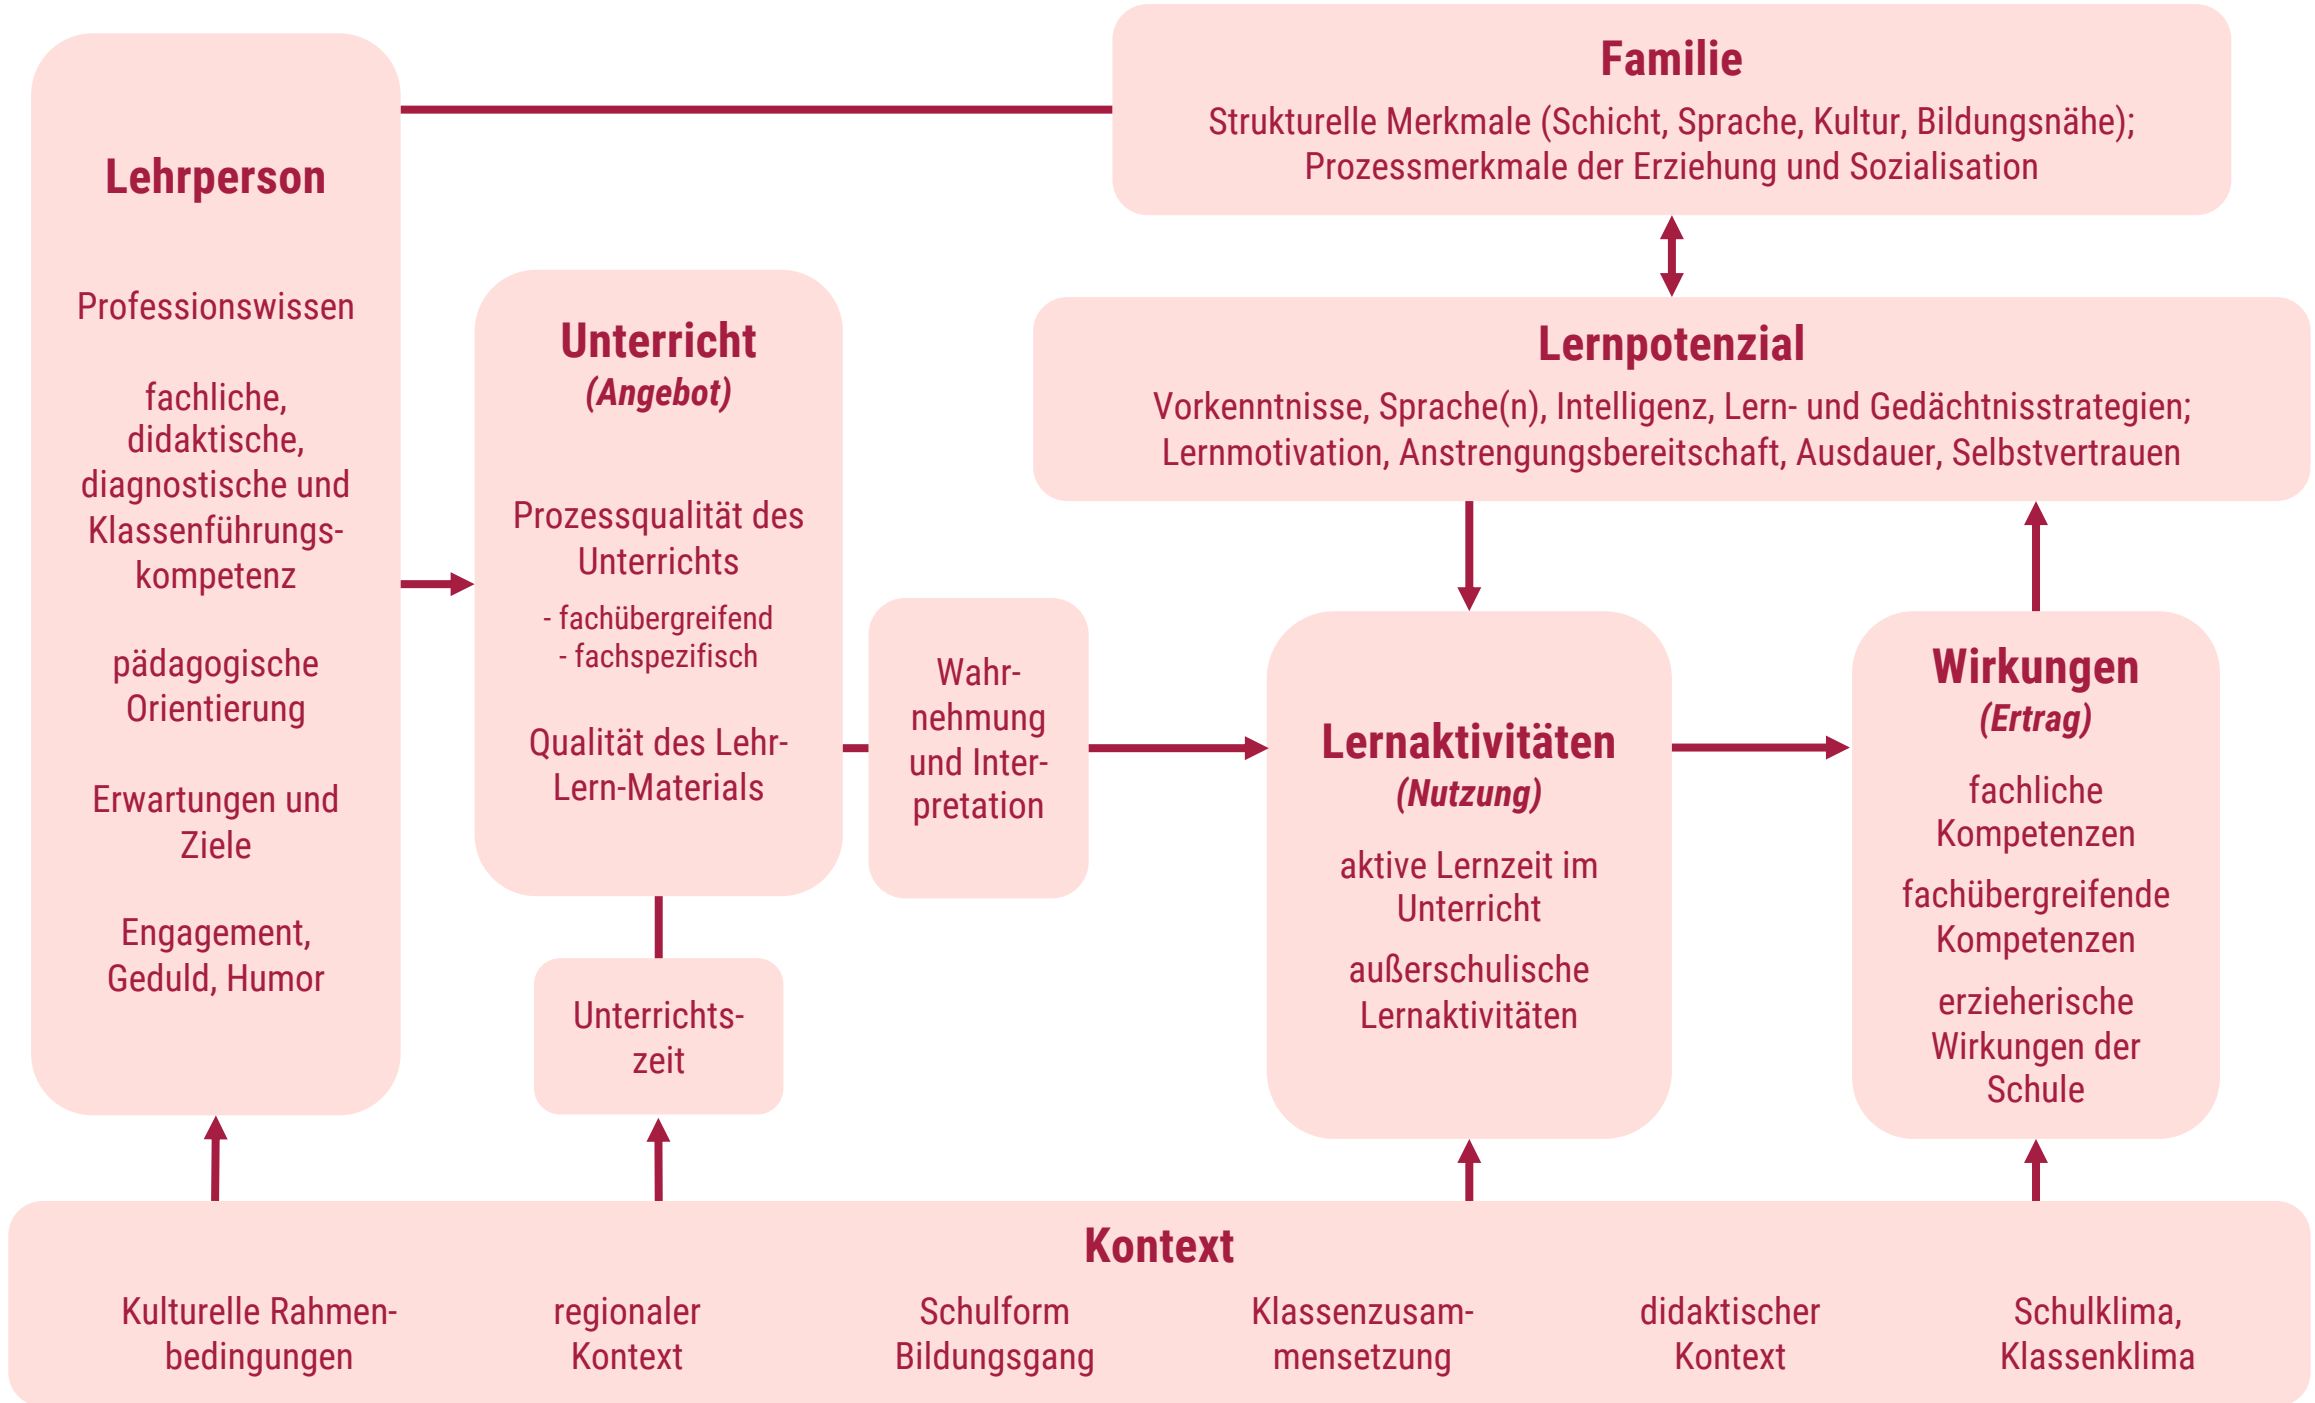 Familie
Strukturelle Merkmale (Schicht, Sprache, Kultur, Bildungsnähe);
Prozessmerkmale der Erziehung und Sozialisation
Lehrperson
Professionswissen
fachliche,
didaktische,
diagnostische und
Klassenführungs-
kompetenz
pädagogische
Orientierung
Erwartungen und
Ziele
Engagement,
Geduld, Humor
Unterricht
(Angebot)
Prozessqualität des
Unterrichts
- fachübergreifend
- fachspezifisch
Qualität des Lehr-
Lern-Materials
Unterrichts-
zeit
Wahr-
nehmung
und Inter-
pretation
Lernpotenzial
Vorkenntnisse, Sprache(n), Intelligenz, Lern- und Gedächtnisstrategien;
Lernmotivation, Anstrengungsbereitschaft, Ausdauer, Selbstvertrauen
Lernaktivitäten
(Nutzung)
aktive Lernzeit im
Unterricht
außerschulische
Lernaktivitäten
Wirkungen
(Ertrag)
fachliche
Kompetenzen
fachübergreifende
Kompetenzen
erzieherische
Wirkungen der
Schule
Kontext
Kulturelle Rahmen-
bedingungen
regionaler
Kontext
Schulform
Bildungsgang
Klassenzusam-
mensetzung
didaktischer
Kontext
Schulklima,
Klassenklima